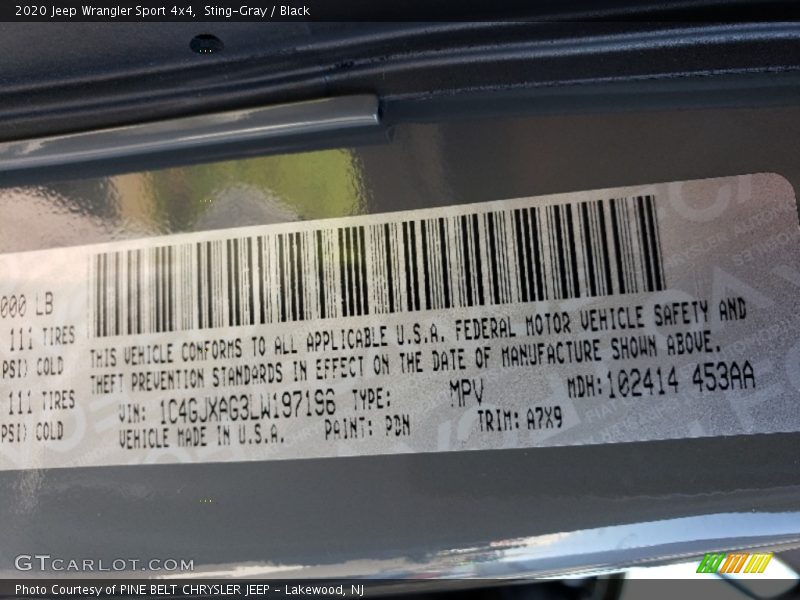 2020 Jeep Wrangler Sport 4x4, Sting-Gray / Black
000 LB
111 TIRES
PSI) COLD
111 TIRES
PSI) COLD
THIS VEHICLE CONFORMS TO ALL APPLICABLE U.S.A. FEDERAL MOTOR VEHICLE SAFETY AND
THEFT PREVENTION STANDARDS IN EFFECT ON THE DATE OF MANUFACTURE SHOWN ABOVE.
VIN: 1C4GJXAG3LW197196 TYPE: MPV MDH: 102414 453AA
VEHICLE MADE IN U.S.A. PAINT: PDN TRIM: A7X9
GTCARLOT.COM
Photo Courtesy of PINE BELT CHRYSLER JEEP - Lakewood, NJ